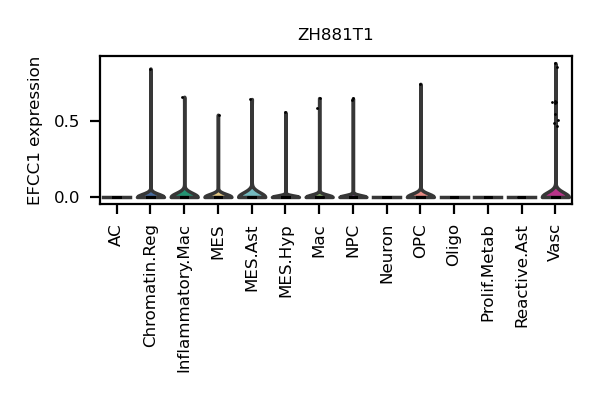 ZH881T1
EFCC1 expression
0.5
0.0
AC
Chromatin.Reg
Inflammatory.Mac
MES
MES.Ast
MES.Hyp
Mac
NPC
Neuron
OPC
Oligo
Prolif.Metab
Reactive.Ast
Vasc